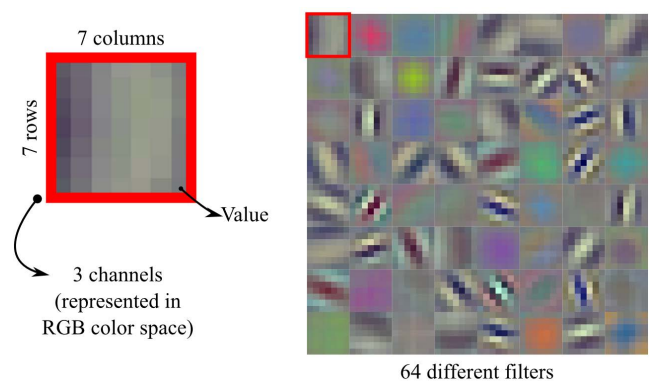 7 columns
7 rows
Value
3 channels
(represented in
RGB color space)
64 different filters